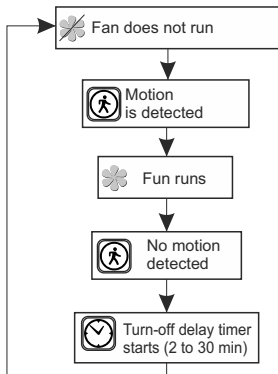 Fan does not run
Motion
is detected
Fun runs
No motion
detected
Turn-off delay timer
starts (2 to 30 min)